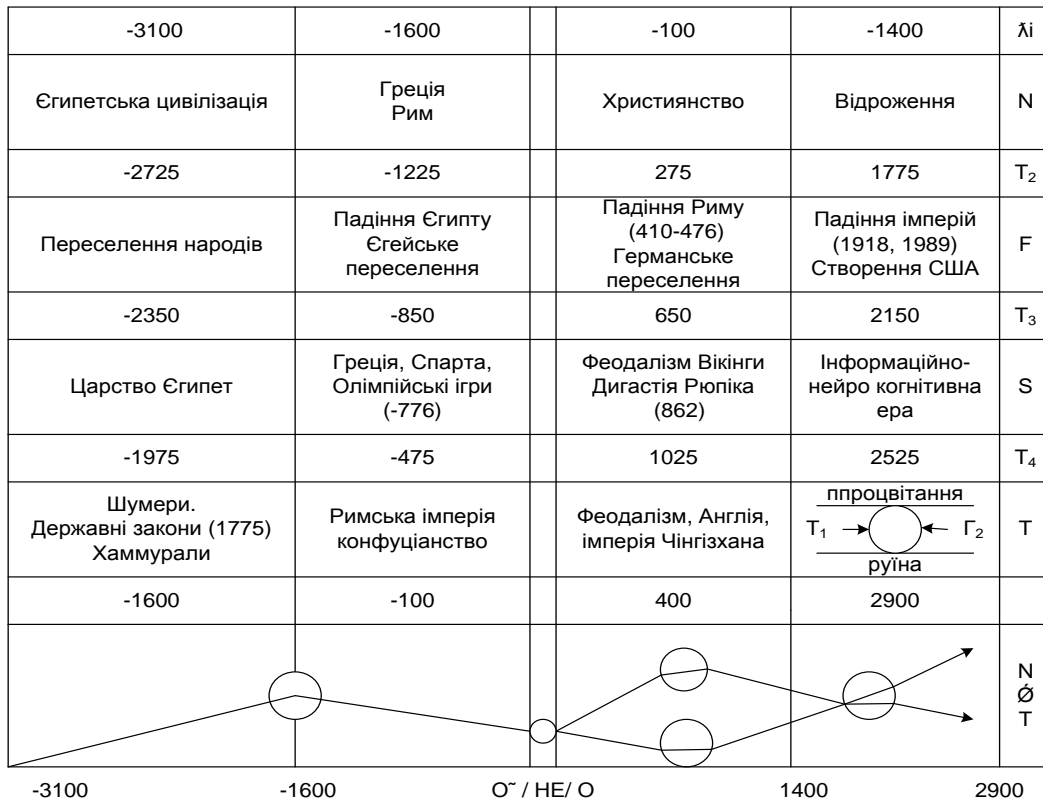 -3100 -1600 -100 -1400 ƛi
Єгипетська цивілізація
Греція
Рим
Християнство
Відроження
N
-2725 -1225 275 1775 T₂
Переселення народів
Падіння Єгипту
Єгейське
переселення
Падіння Риму
(410-476)
Германське
переселення
Падіння імперій
(1918, 1989)
Створення США
F
-2350 -850 650 2150 T₃
Царство Єгипет
Греція, Спарта,
Олімпійські ігри
(-776)
Феодалізм Вікінги
Дигастія Рюпіка
(862)
Інформаційно-
нейро когнітивна
ера
S
-1975 -475 1025 2525 T₄
Шумери.
Державні закони (1775)
Хаммурали
Римська імперія
конфуціанство
Феодалізм, Англія,
імперія Чінгізхана
ппроцвітання
T₁ Г₂
руїна
T
-1600 -100 400 2900
N
Ø
T
-3100 -1600 O˜ / НЕ/ О 1400 2900